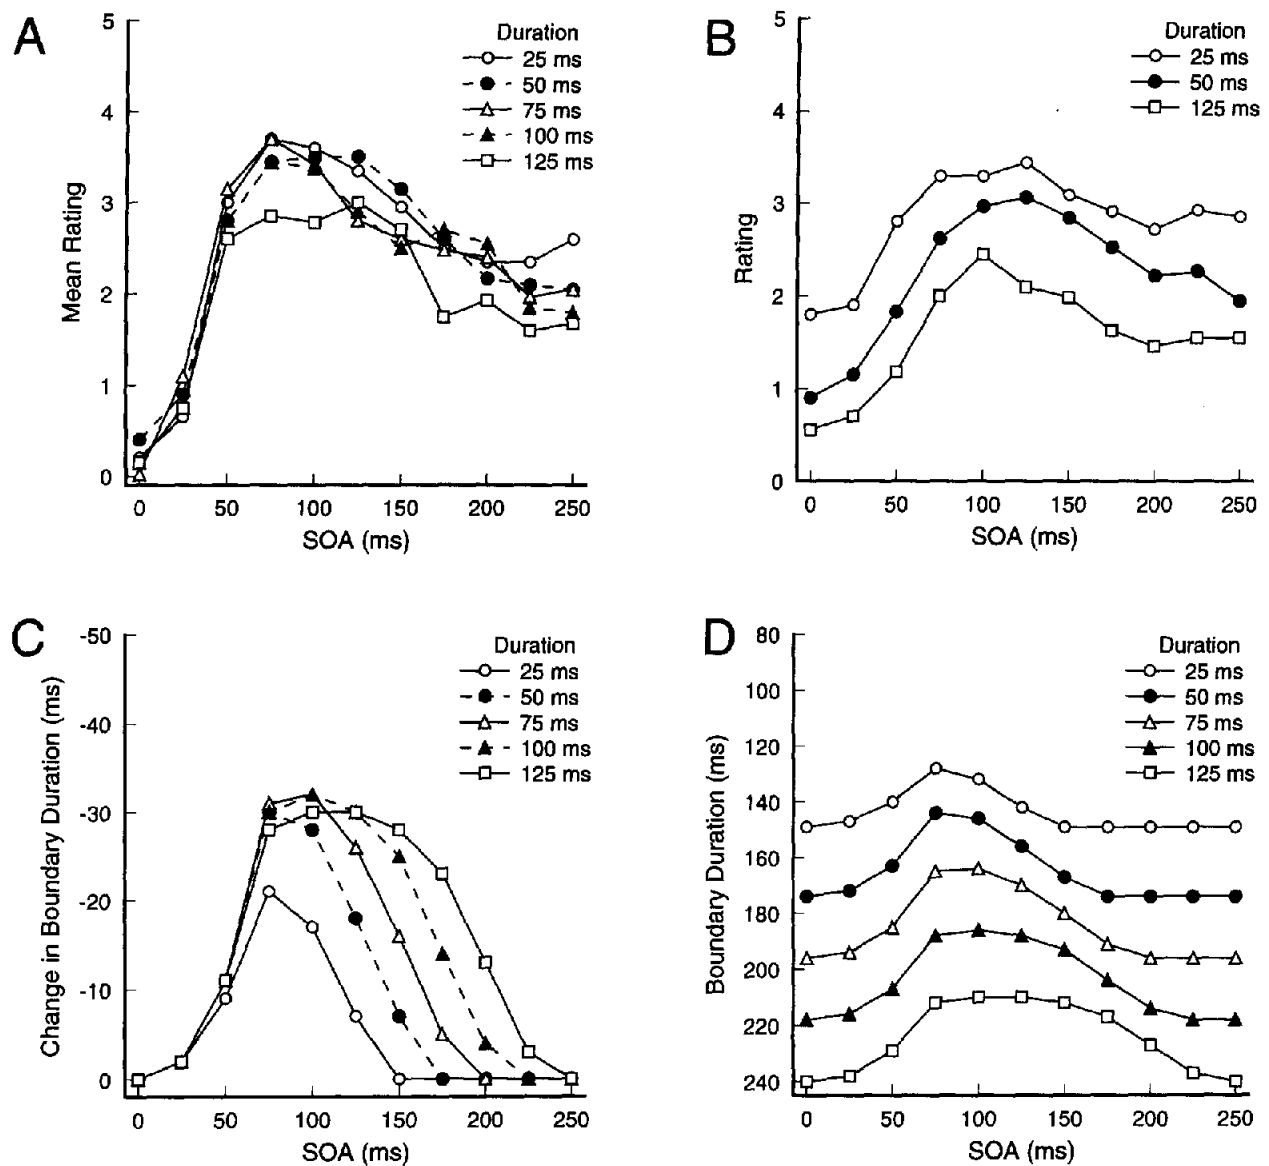 A
5
4
3
2
1
0
Mean Rating
Duration
25 ms
50 ms
75 ms
100 ms
125 ms
0 50 100 150 200 250
SOA (ms)
B
5
4
3
2
1
0
Rating
Duration
25 ms
50 ms
125 ms
0 50 100 150 200 250
SOA (ms)
C
-50
-40
-30
-20
-10
0
Change in Boundary Duration (ms)
Duration
25 ms
50 ms
75 ms
100 ms
125 ms
0 50 100 150 200 250
SOA (ms)
D
80
100
120
140
160
180
200
220
240
Boundary Duration (ms)
Duration
25 ms
50 ms
75 ms
100 ms
125 ms
0 50 100 150 200 250
SOA (ms)